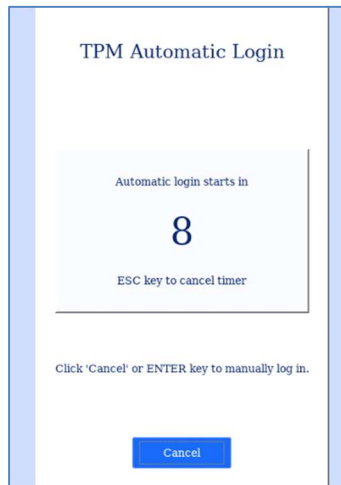 TPM Automatic Login
Automatic login starts in
8
ESC key to cancel timer
Click 'Cancel' or ENTER key to manually log in.
Cancel